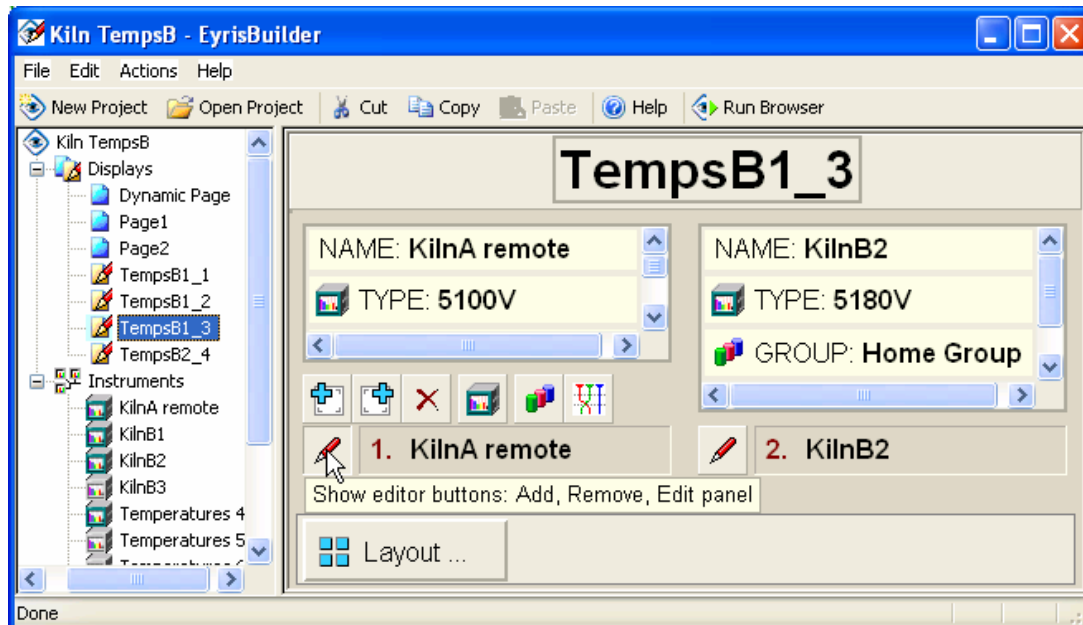 Kiln TempsB - EyrisBuilder
File Edit Actions Help
New Project Open Project Cut Copy Paste Help Run Browser
Kiln TempsB
Displays
Dynamic Page
Page1
Page2
TempsB1_1
TempsB1_2
TempsB1_3
TempsB2_4
Instruments
KilnA remote
KilnB1
KilnB2
KilnB3
Temperatures 4
Temperatures 5
TempsB1_3
NAME: KilnA remote
TYPE: 5100V
NAME: KilnB2
TYPE: 5180V
GROUP: Home Group
1. KilnA remote
2. KilnB2
Show editor buttons: Add, Remove, Edit panel
Layout ...
Done